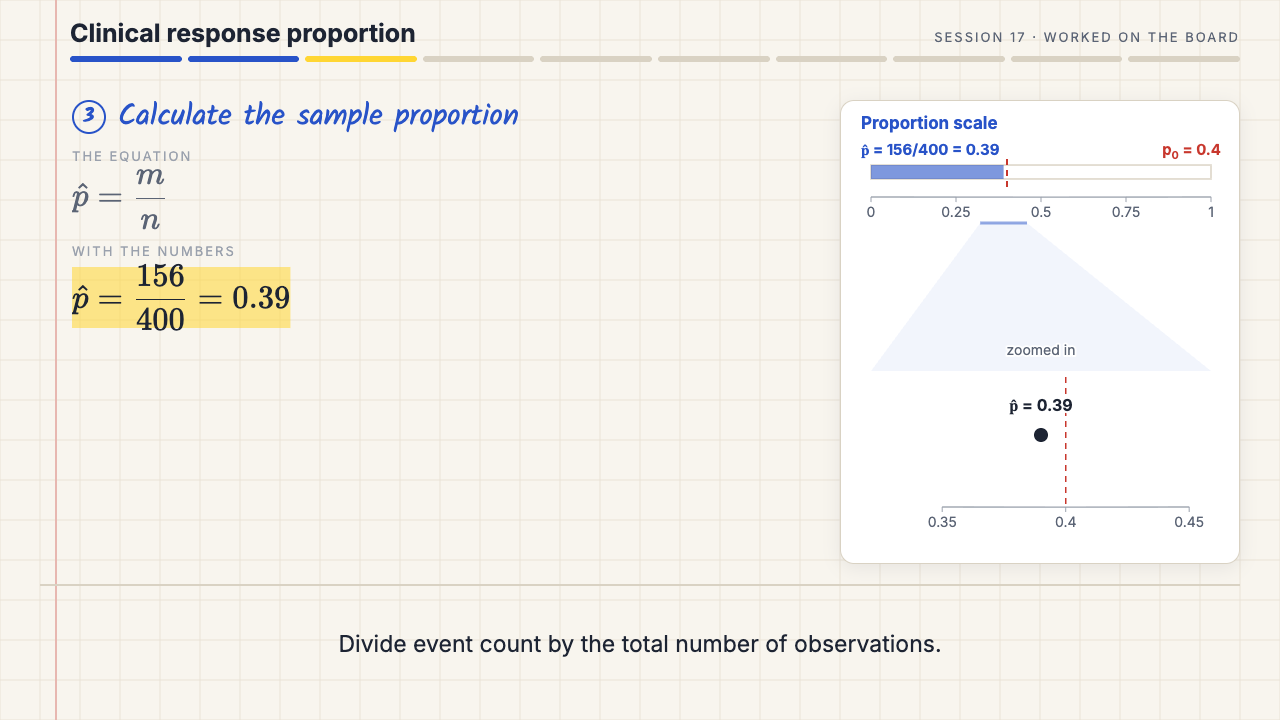 Clinical response proportion
SESSION 17 · WORKED ON THE BOARD
3 Calculate the sample proportion
THE EQUATION
p̂ = m/n
WITH THE NUMBERS
p̂ = 156/400 = 0.39
Proportion scale
p̂ = 156/400 = 0.39
p₀ = 0.4
0 0.25 0.5 0.75 1
zoomed in
p̂ = 0.39
0.35 0.4 0.45
Divide event count by the total number of observations.